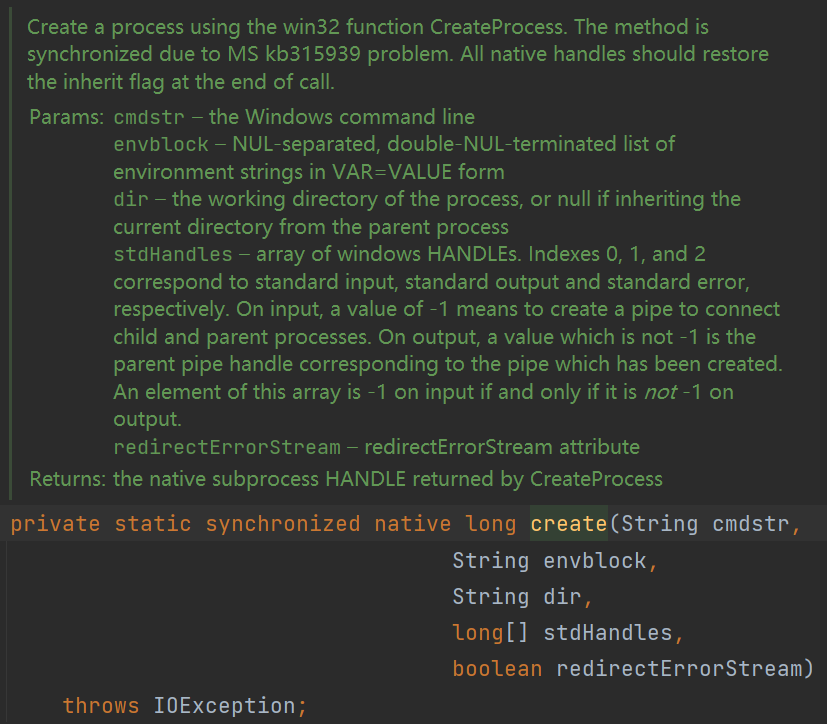 Create a process using the win32 function CreateProcess. The method is
synchronized due to MS kb315939 problem. All native handles should restore
the inherit flag at the end of call.
Params: cmdstr – the Windows command line
envblock – NUL-separated, double-NUL-terminated list of
environment strings in VAR=VALUE form
dir – the working directory of the process, or null if inheriting the
current directory from the parent process
stdHandles – array of windows HANDLEs. Indexes 0, 1, and 2
correspond to standard input, standard output and standard error,
respectively. On input, a value of -1 means to create a pipe to connect
child and parent processes. On output, a value which is not -1 is the
parent pipe handle corresponding to the pipe which has been created.
An element of this array is -1 on input if and only if it is not -1 on
output.
redirectErrorStream – redirectErrorStream attribute
Returns: the native subprocess HANDLE returned by CreateProcess
private static synchronized native long create(String cmdstr,
String envblock,
String dir,
long[] stdHandles,
boolean redirectErrorStream)
throws IOException;